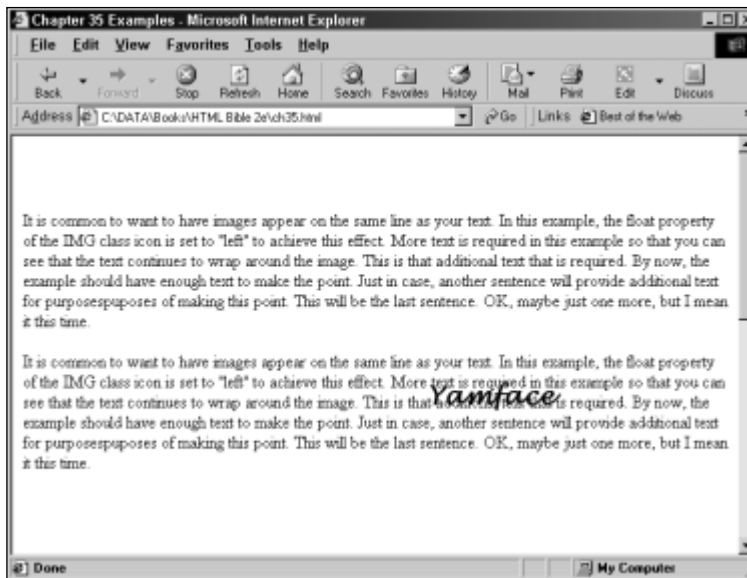 Chapter 35 Examples - Microsoft Internet Explorer
File Edit View Favorites Tools Help
Back Forward Stop Refresh Home Search Favorites History Mail Print Edit Discuss
Address C:\DATA\Books\HTML Bible 2e\ch35.html Go Links Best of the Web
It is common to want to have images appear on the same line as your text. In this example, the float property
of the IMG class icon is set to "left" to achieve this effect. More text is required in this example so that you can
see that the text continues to wrap around the image. This is that additional text that is required. By now, the
example should have enough text to make the point. Just in case, another sentence will provide additional text
for purposespuposes of making this point. This will be the last sentence. OK, maybe just one more, but I mean
it this time.
It is common to want to have images appear on the same line as your text. In this example, the float property
of the IMG class icon is set to "left" to achieve this effect. More text is required in this example so that you can
see that the text continues to wrap around the image. This is that is required. By now, the
Yamface
example should have enough text to make the point. Just in case, another sentence will provide additional text
for purposespuposes of making this point. This will be the last sentence. OK, maybe just one more, but I mean
it this time.
Done My Computer